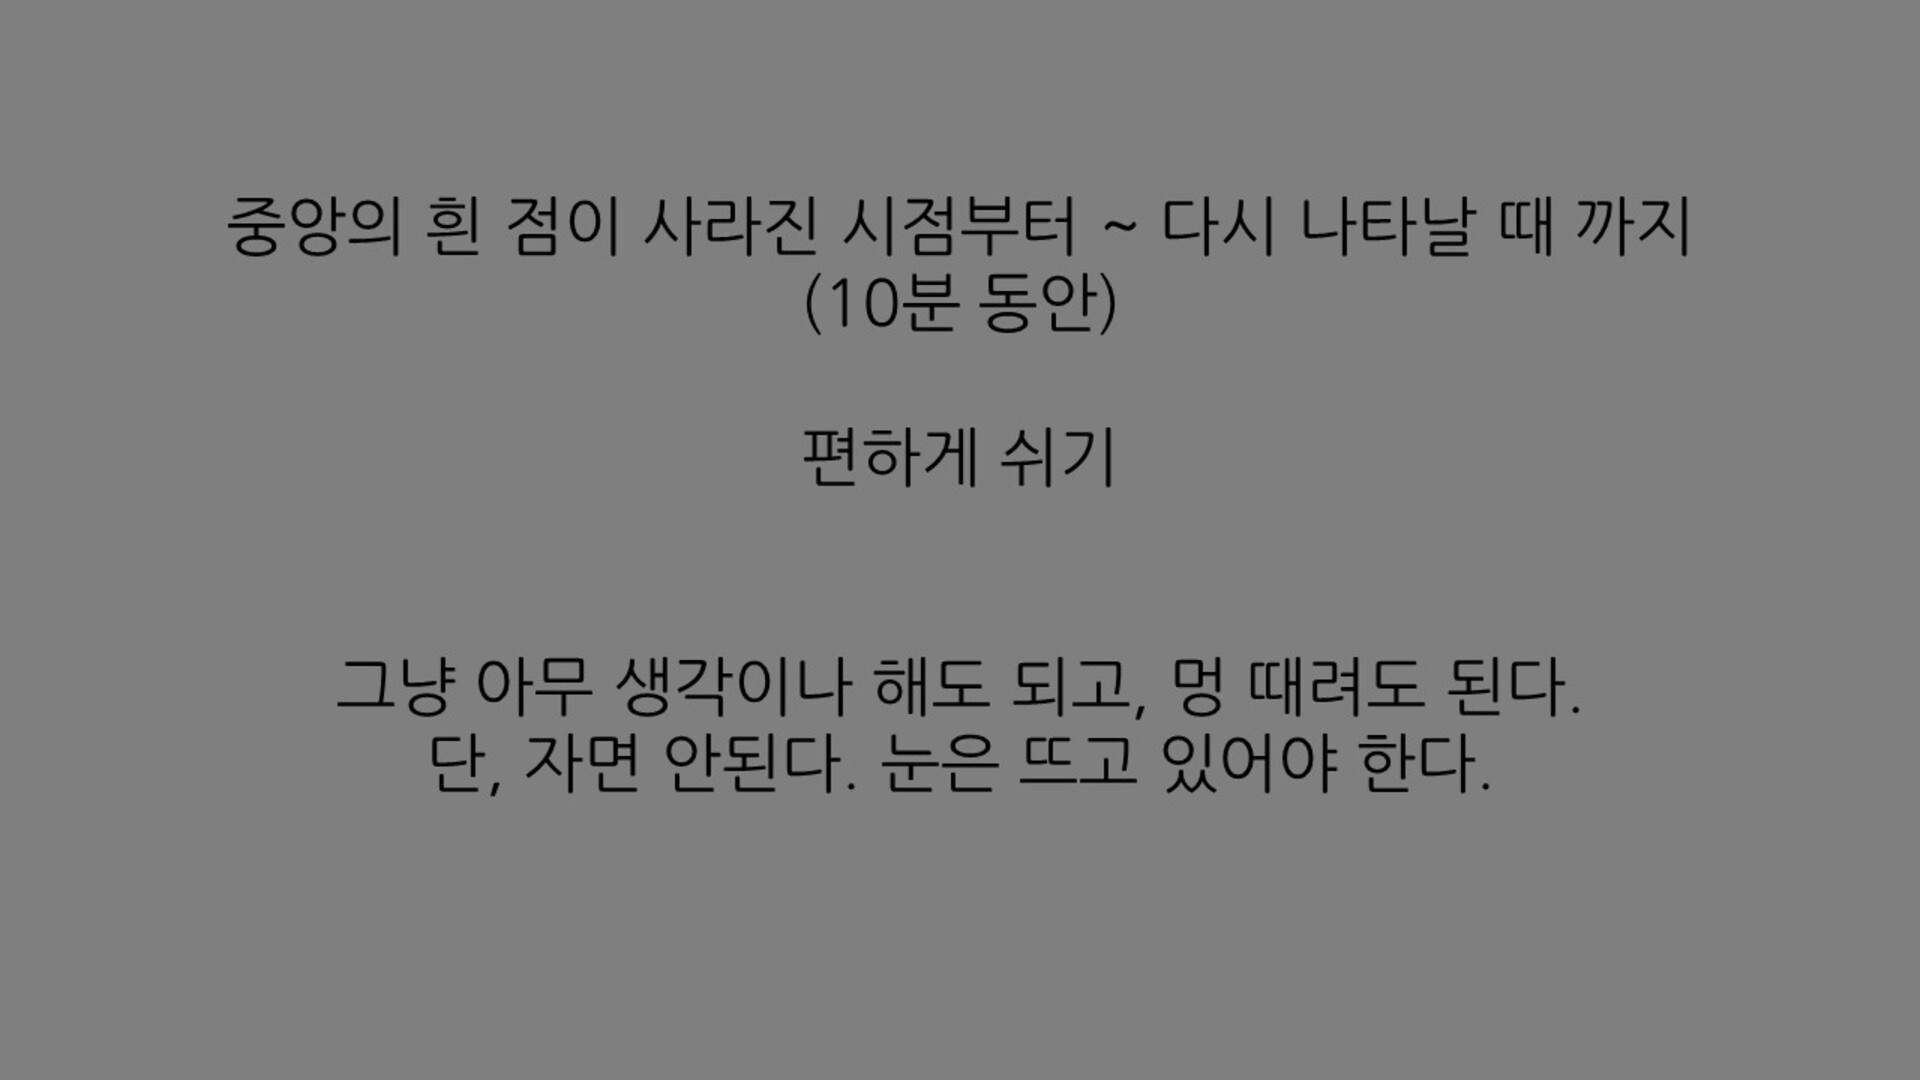 중앙의 흰 점이 사라진 시점부터 ~ 다시 나타날 때 까지
(10분 동안)
편하게 쉬기
그냥 아무 생각이나 해도 되고, 멍 때려도 된다.
단, 자면 안된다. 눈은 뜨고 있어야 한다.